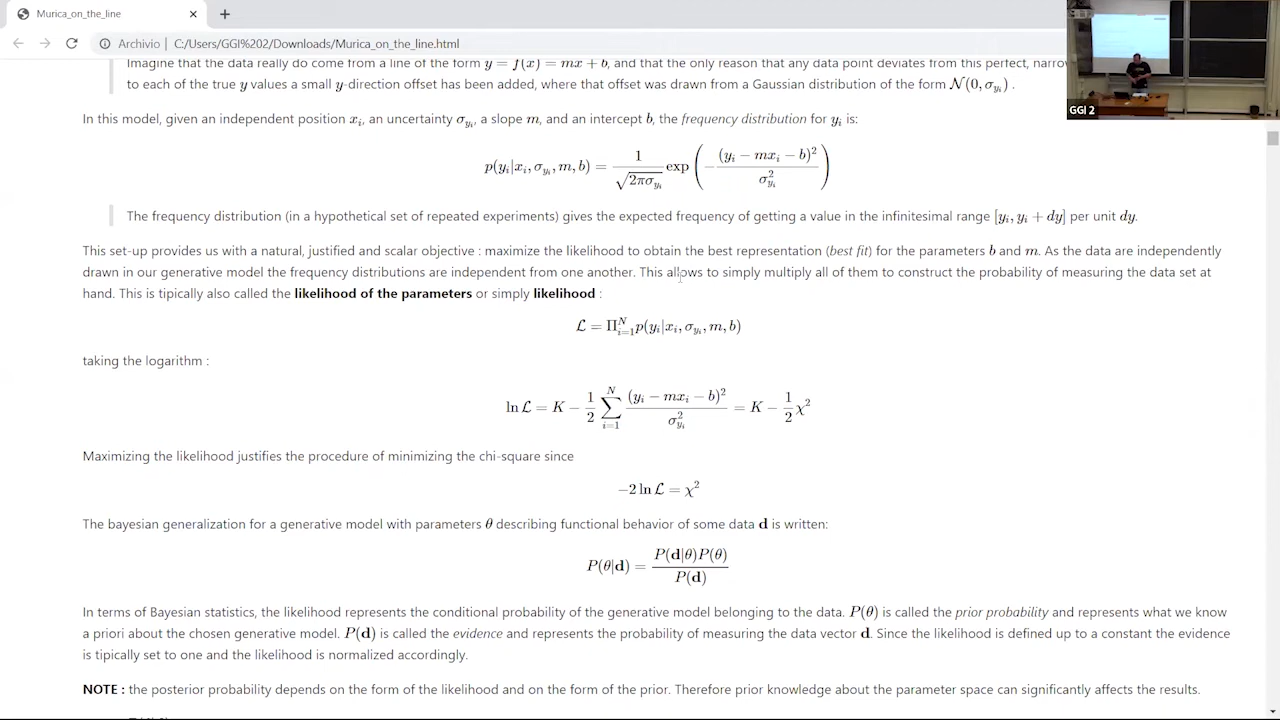 Murica_on_the_line
Archivio | C:/Users/GGI%202/Downloads/Murica_on_the_line.html
GGI 2
Imagine that the data really do come from a line of the form y = f(x) = mx + b, and that the only reason that any data point deviates from this perfect, narrow
to each of the true y values a small y-direction offset has been added, where that offset was drawn from a Gaussian distribution of the form N(0, σ_{y_i}) .
In this model, given an independent position x_i, an uncertainty σ_{y_i}, a slope m, and an intercept b, the frequency distribution for y_i is:
p(y_i|x_i, σ_{y_i}, m, b) = \frac{1}{\sqrt{2πσ_{y_i}}} exp(-\frac{(y_i − mx_i − b)^2}{σ_{y_i}^2})
The frequency distribution (in a hypothetical set of repeated experiments) gives the expected frequency of getting a value in the infinitesimal range [y_i, y_i + dy] per unit dy.
This set-up provides us with a natural, justified and scalar objective : maximize the likelihood to obtain the best representation (best fit) for the parameters b and m. As the data are independently
drawn in our generative model the frequency distributions are independent from one another. This allows to simply multiply all of them to construct the probability of measuring the data set at
hand. This is tipically also called the likelihood of the parameters or simply likelihood :
L = Π_{i=1}^N p(y_i|x_i, σ_{y_i}, m, b)
taking the logarithm :
ln L = K − \frac{1}{2} \sum_{i=1}^N \frac{(y_i − mx_i − b)^2}{σ_{y_i}^2} = K − \frac{1}{2} χ^2
Maximizing the likelihood justifies the procedure of minimizing the chi-square since
−2 ln L = χ^2
The bayesian generalization for a generative model with parameters θ describing functional behavior of some data d is written:
P(θ|d) = \frac{P(d|θ)P(θ)}{P(d)}
In terms of Bayesian statistics, the likelihood represents the conditional probability of the generative model belonging to the data. P(θ) is called the prior probability and represents what we know
a priori about the chosen generative model. P(d) is called the evidence and represents the probability of measuring the data vector d. Since the likelihood is defined up to a constant the evidence
is tipically set to one and the likelihood is normalized accordingly.
NOTE : the posterior probability depends on the form of the likelihood and on the form of the prior. Therefore prior knowledge about the parameter space can significantly affects the results.